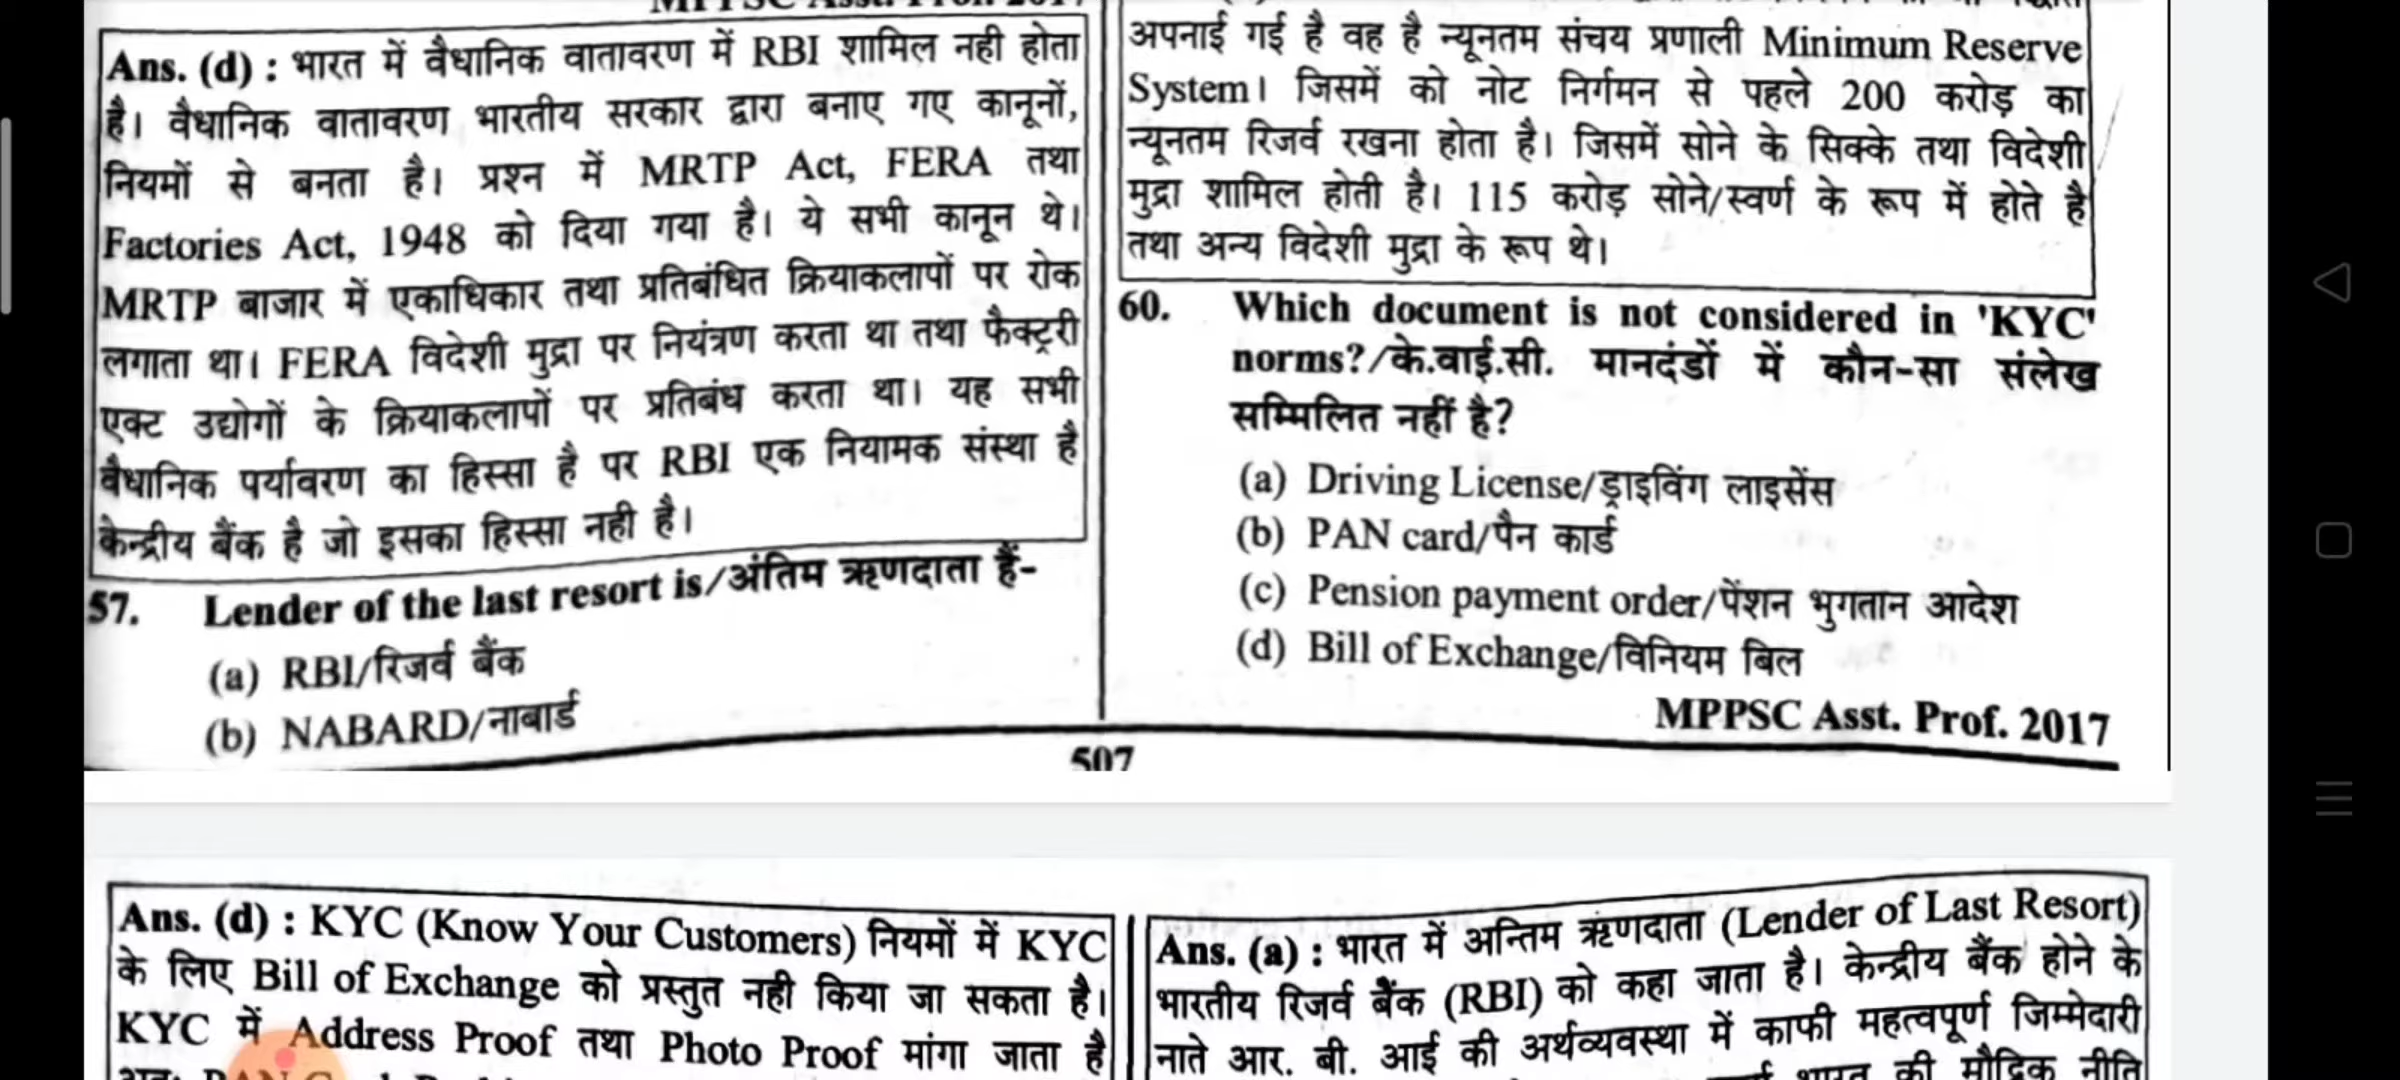 Ans. (d) : भारत में वैधानिक वातावरण में RBI शामिल नही होता
है। वैधानिक वातावरण भारतीय सरकार द्वारा बनाए गए कानूनों,
नियमों से बनता है। प्रश्न में MRTP Act, FERA तथा
Factories Act, 1948 को दिया गया है। ये सभी कानून थे।
MRTP बाजार में एकाधिकार तथा प्रतिबंधित क्रियाकलापों पर रोक
लगाता था। FERA विदेशी मुद्रा पर नियंत्रण करता था तथा फैक्ट्ररी
एक्ट उद्योगों के क्रियाकलापों पर प्रतिबंध करता था। यह सभी
वैधानिक पर्यावरण का हिस्सा है पर RBI एक नियामक संस्था है
केन्द्रीय बैंक है जो इसका हिस्सा नही है।
57. Lender of the last resort is/अंतिम ऋणदाता हैं-
(a) RBI/रिजर्व बैंक
(b) NABARD/नाबार्ड
अपनाई गई है वह है न्यूनतम संचय प्रणाली Minimum Reserve
System। जिसमें को नोट निर्गमन से पहले 200 करोड़ का
न्यूनतम रिजर्व रखना होता है। जिसमें सोने के सिक्के तथा विदेशी
मुद्रा शामिल होती है। 115 करोड़ सोने/स्वर्ण के रूप में होते है
तथा अन्य विदेशी मुद्रा के रूप थे।
60. Which document is not considered in 'KYC'
norms?/के.वाई.सी. मानदंडों में कौन-सा संलेख
सम्मिलित नहीं है?
(a) Driving License/ड्राइविंग लाइसेंस
(b) PAN card/पैन कार्ड
(c) Pension payment order/पेंशन भुगतान आदेश
(d) Bill of Exchange/विनियम बिल
MPPSC Asst. Prof. 2017
507
Ans. (d) : KYC (Know Your Customers) नियमों में KYC
के लिए Bill of Exchange को प्रस्तुत नही किया जा सकता है।
KYC में Address Proof तथा Photo Proof मांगा जाता है
Ans. (a) : भारत में अन्तिम ऋणदाता (Lender of Last Resort)
भारतीय रिजर्व बैंक (RBI) को कहा जाता है। केन्द्रीय बैंक होने के
नाते आर. बी. आई की अर्थव्यवस्था में काफी महत्वपूर्ण जिम्मेदारी
भारत की मौद्रिक नीति